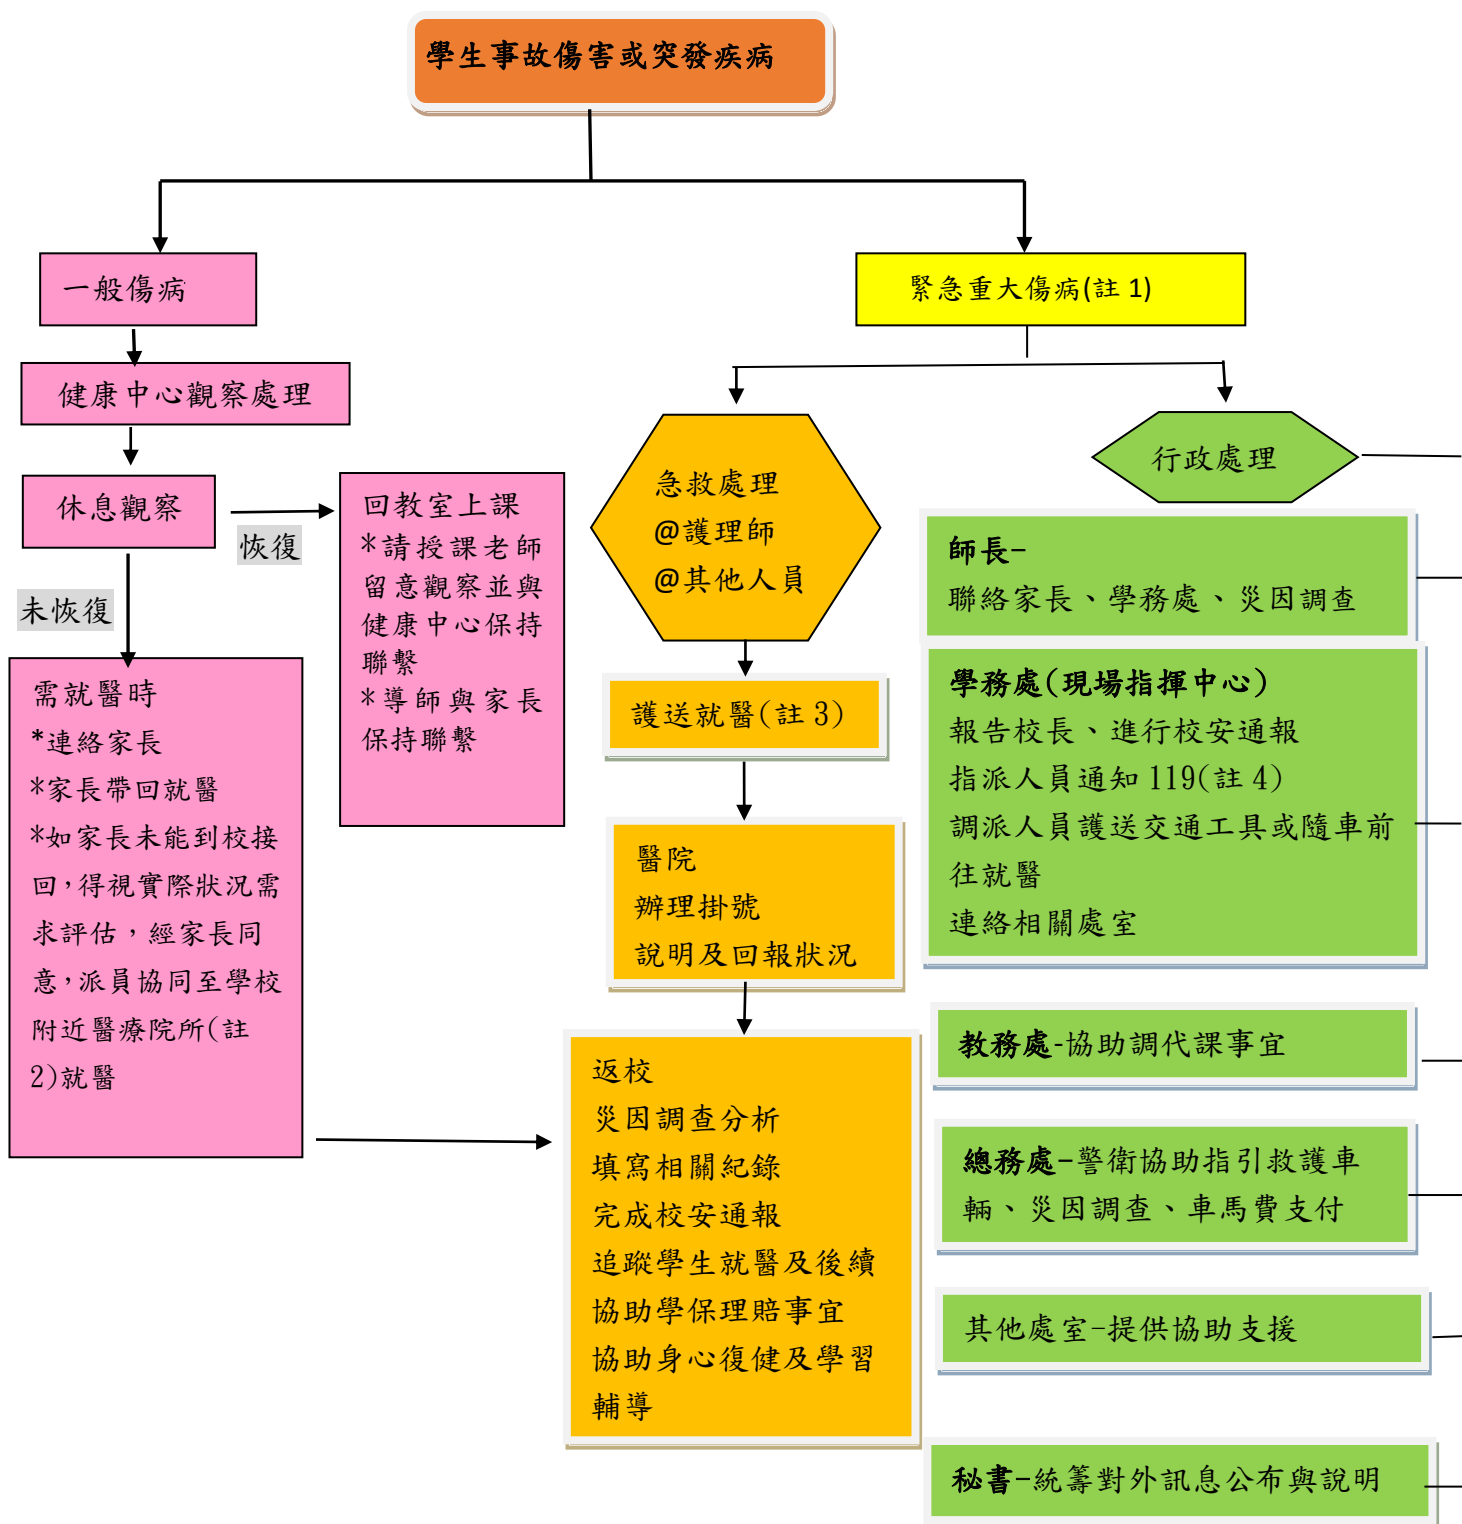 學生事故傷害或突發疾病
一般傷病
緊急重大傷病(註 1)
健康中心觀察處理
休息觀察
恢復
未恢復
回教室上課
*請授課老師
留意觀察並與
健康中心保持
聯繫
*導師與家長
保持聯繫
需就醫時
*連絡家長
*家長帶回就醫
*如家長未能到校接
回，得視實際狀況需
求評估，經家長同
意，派員協同至學校
附近醫療院所(註
2)就醫
急救處理
@護理師
@其他人員
護送就醫(註 3)
醫院
辦理掛號
說明及回報狀況
返校
災因調查分析
填寫相關紀錄
完成校安通報
追蹤學生就醫及後續
協助學保理賠事宜
協助身心復健及學習
輔導
行政處理
師長-
聯絡家長、學務處、災因調查
學務處(現場指揮中心)
報告校長、進行校安通報
指派人員通知 119(註 4)
調派人員護送交通工具或隨車前
往就醫
連絡相關處室
教務處-協助調代課事宜
總務處-警衛協助指引救護車
輛、災因調查、車馬費支付
其他處室-提供協助支援
秘書-統籌對外訊息公布與說明